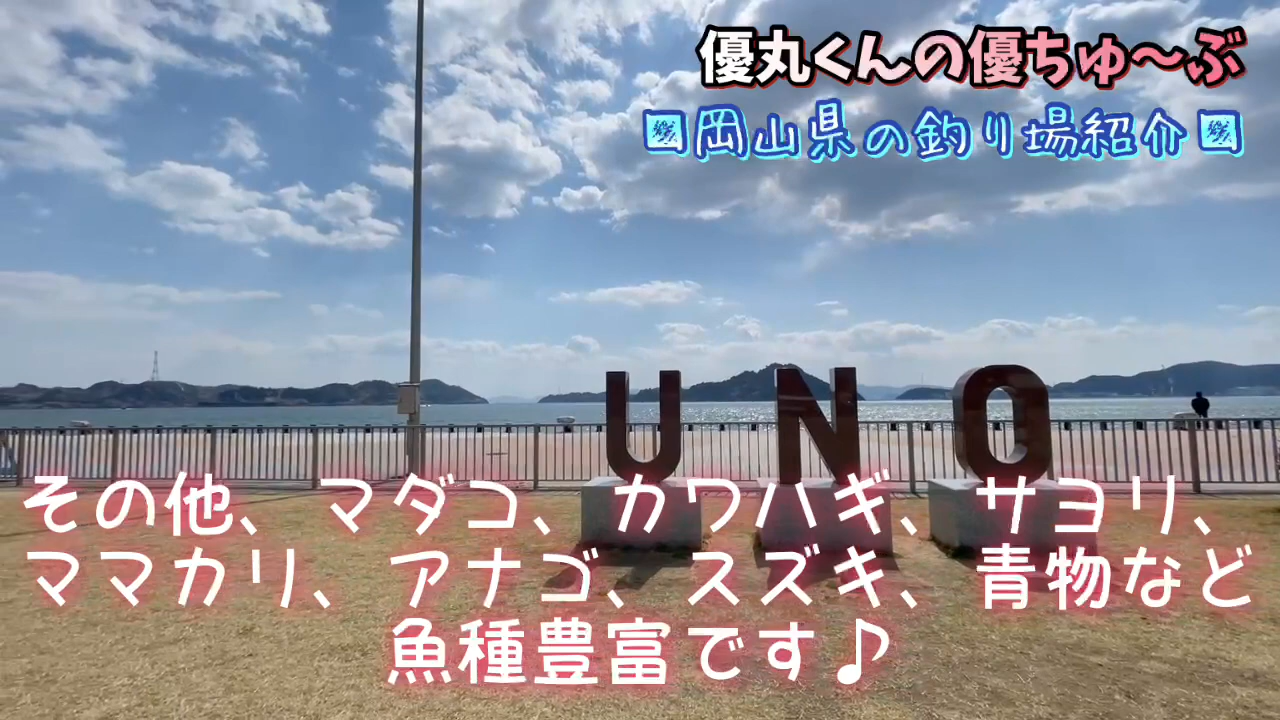 優丸くんの優ちゅ～ぶ
岡山県の釣り場紹介
UNO
その他、マダコ、カワハギ、サヨリ、
ママカリ、アナゴ、スズキ、青物など
魚種豊富です♪